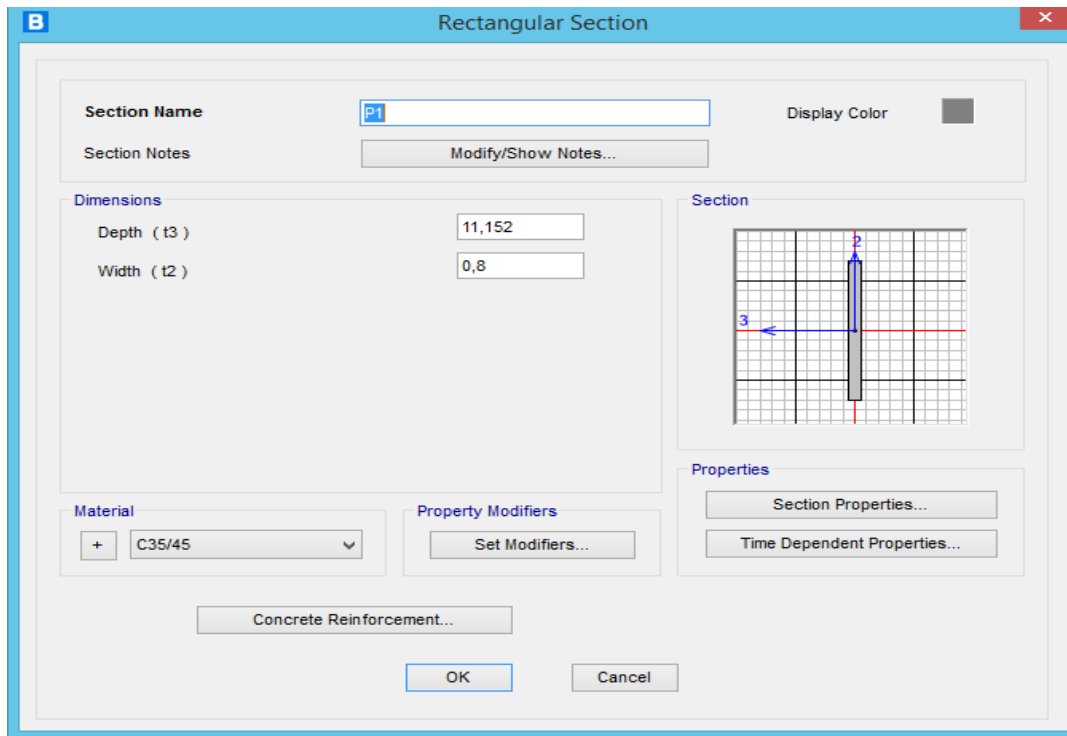 B
Rectangular Section
Section Name
P1
Display Color
Section Notes
Modify/Show Notes...
Dimensions
Depth ( t3 )
11,152
Width ( t2 )
0,8
Section
2
3
Properties
Section Properties...
Time Dependent Properties...
Material
+
C35/45
Property Modifiers
Set Modifiers...
Concrete Reinforcement...
OK
Cancel